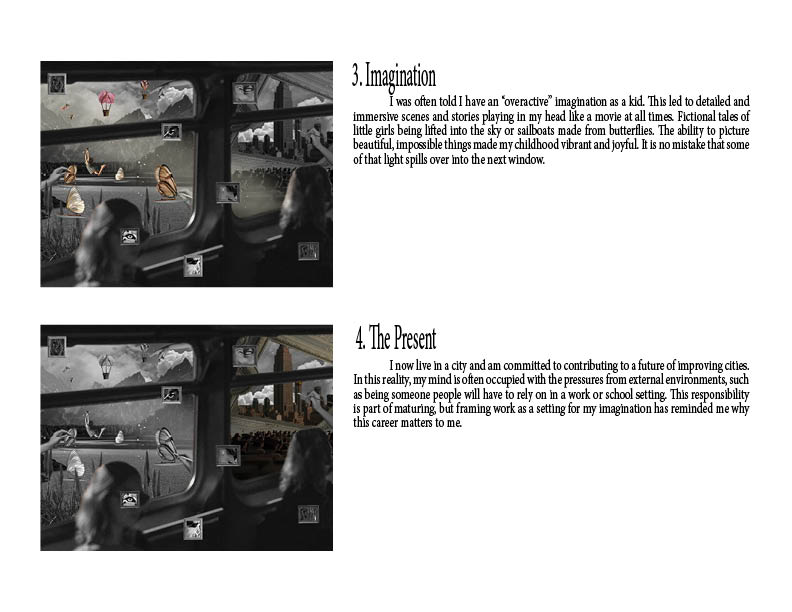 3. Imagination
I was often told I have an “overactive” imagination as a kid. This led to detailed and
immersive scenes and stories playing in my head like a movie at all times. Fictional tales of
little girls being lifted into the sky or sailboats made from butterflies. The ability to picture
beautiful, impossible things made my childhood vibrant and joyful. It is no mistake that some
of that light spills over into the next window.
4. The Present
I now live in a city and am committed to contributing to a future of improving cities.
In this reality, my mind is often occupied with the pressures from external environments, such
as being someone people will have to rely on in a work or school setting. This responsibility
is part of maturing, but framing work as a setting for my imagination has reminded me why
this career matters to me.